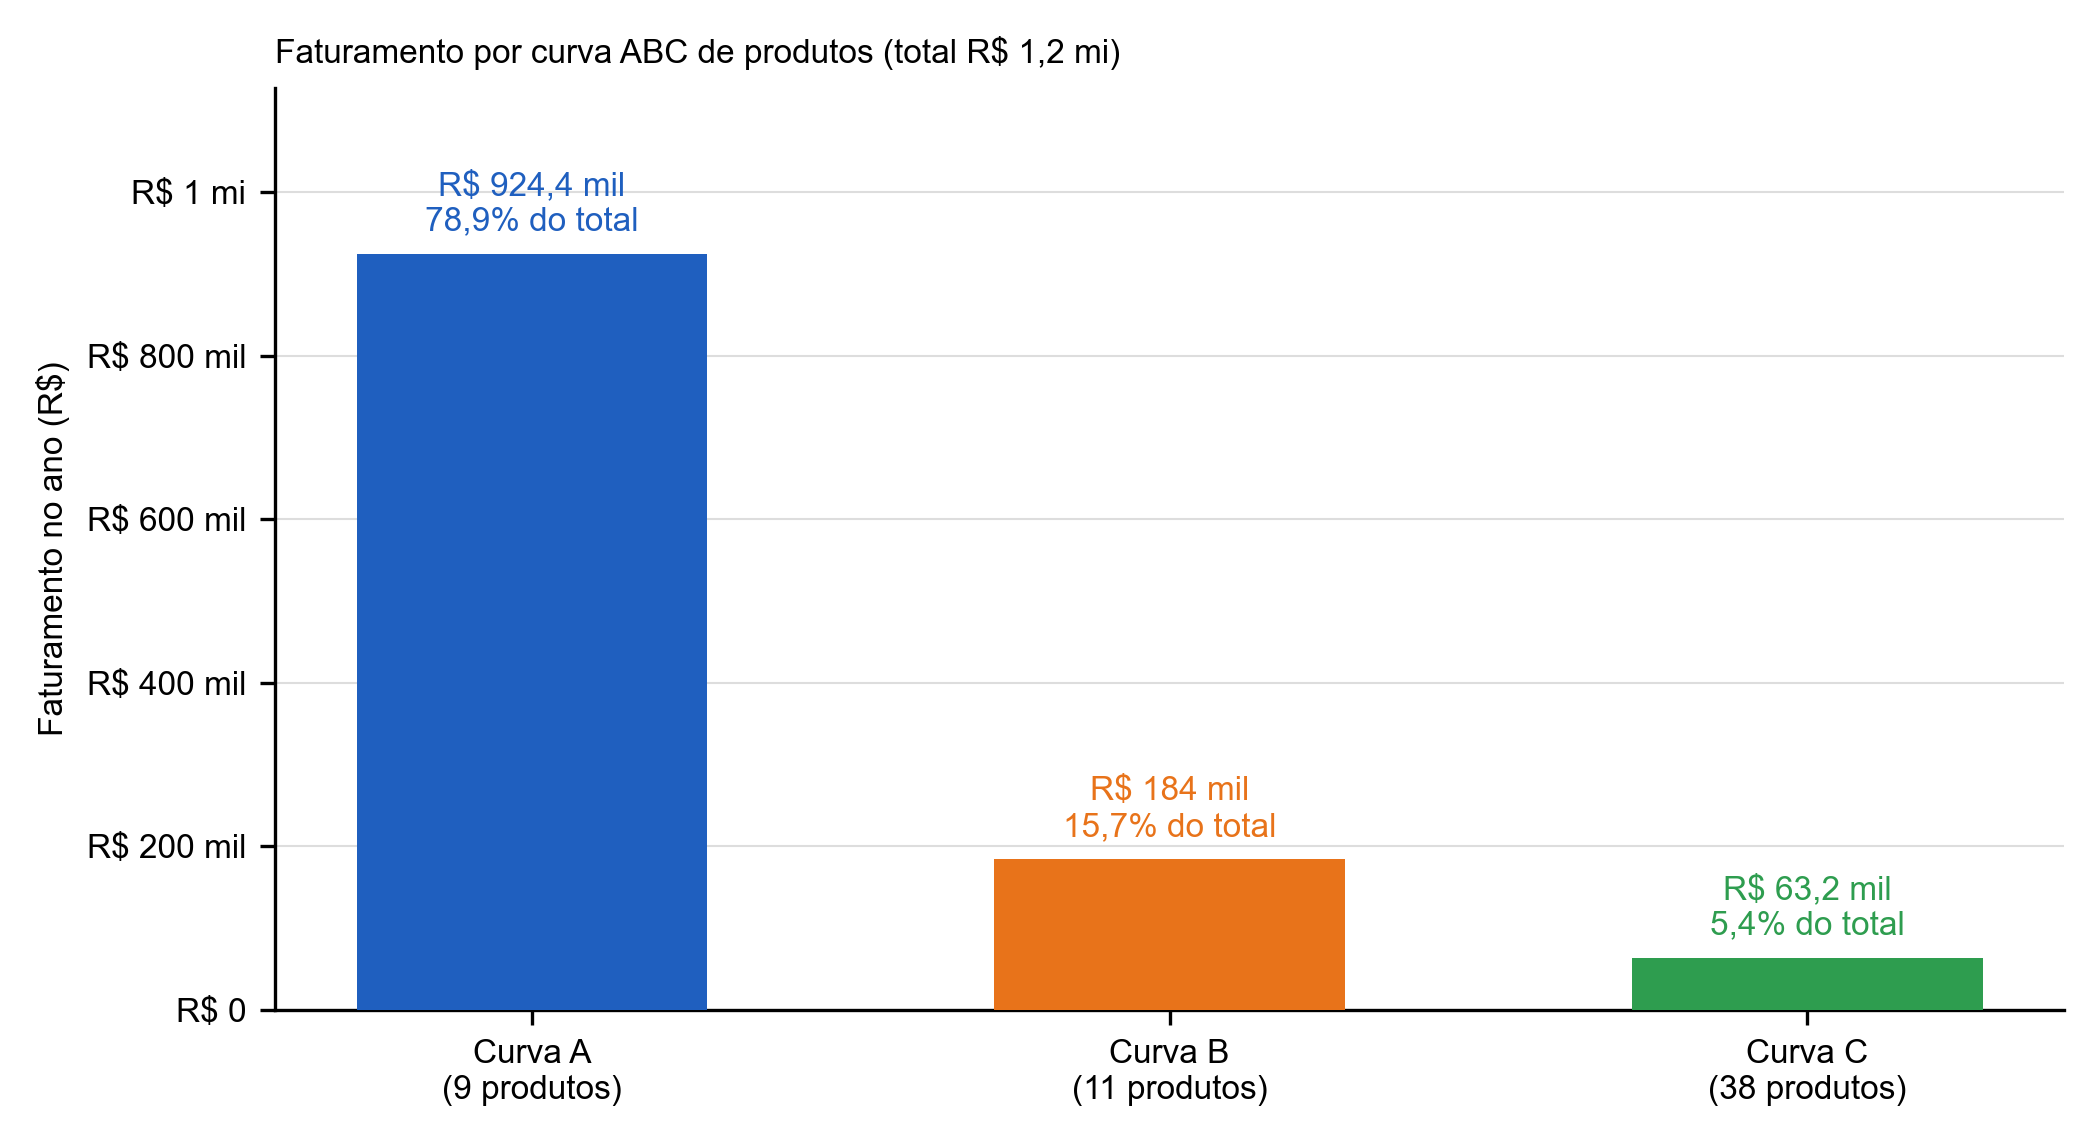 Faturamento por curva ABC de produtos (total R$ 1,2 mi)
Faturamento no ano (R$)
R$ 1 mi
R$ 800 mil
R$ 600 mil
R$ 400 mil
R$ 200 mil
R$ 0
R$ 924,4 mil
78,9% do total
R$ 184 mil
15,7% do total
R$ 63,2 mil
5,4% do total
Curva A
(9 produtos)
Curva B
(11 produtos)
Curva C
(38 produtos)